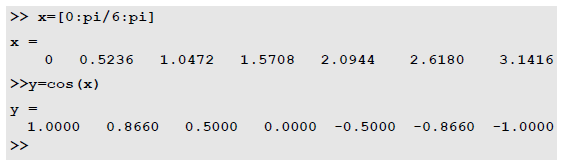 >> x=[0:pi/6:pi]
x =
0 0.5236 1.0472 1.5708 2.0944 2.6180 3.1416
>>y=cos(x)
y =
1.0000 0.8660 0.5000 0.0000 -0.5000 -0.8660 -1.0000
>>